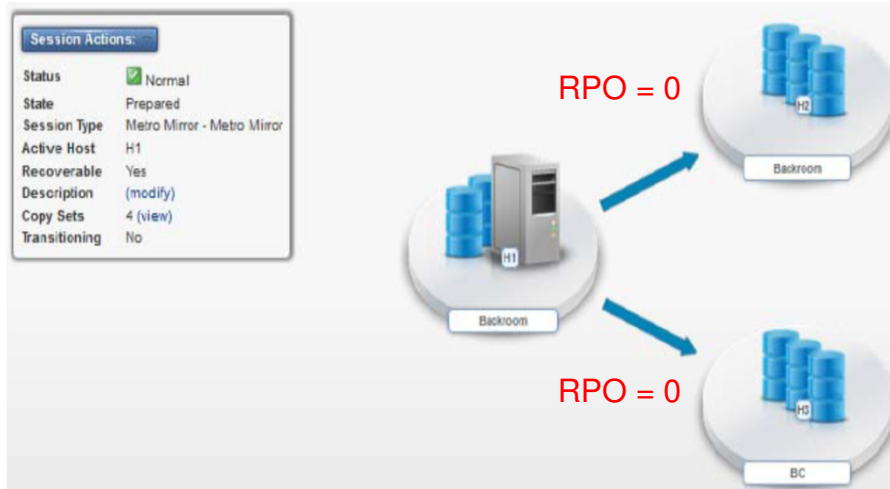 Session Actions:
Status Normal
State Prepared
Session Type Metro Mirror - Metro Mirror
Active Host H1
Recoverable Yes
Description (modify)
Copy Sets 4 (view)
Transitioning No
RPO = 0
H2
Backroom
H1
Backroom
RPO = 0
H3
BC